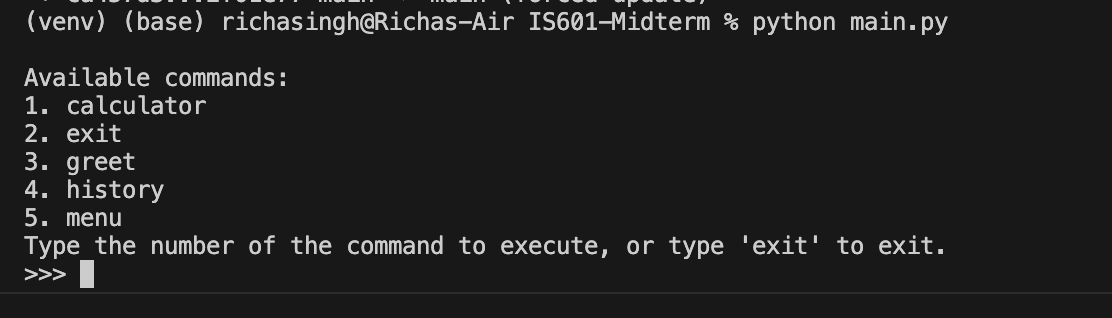 (venv) (base) richasingh@Richas-Air IS601-Midterm % python main.py
Available commands:
1. calculator
2. exit
3. greet
4. history
5. menu
Type the number of the command to execute, or type 'exit' to exit.
>>>